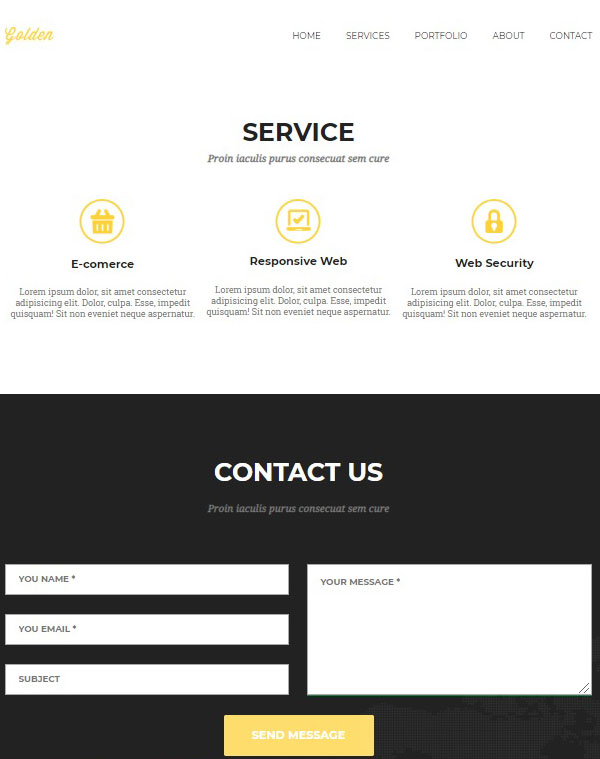 Golden
HOME SERVICES PORTFOLIO ABOUT CONTACT
SERVICE
Proin iaculis purus consecuat sem cure
E-comerce
Lorem ipsum dolor, sit amet consectetur
adipisicing elit. Dolor, culpa. Esse, impedit
quisquam! Sit non eveniet neque aspernatur.
Responsive Web
Lorem ipsum dolor, sit amet consectetur
adipisicing elit. Dolor, culpa. Esse, impedit
quisquam! Sit non eveniet neque aspernatur.
Web Security
Lorem ipsum dolor, sit amet consectetur
adipisicing elit. Dolor, culpa. Esse, impedit
quisquam! Sit non eveniet neque aspernatur.
CONTACT US
Proin iaculis purus consecuat sem cure
YOU NAME *
YOU EMAIL *
SUBJECT
YOUR MESSAGE *
SEND MESSAGE